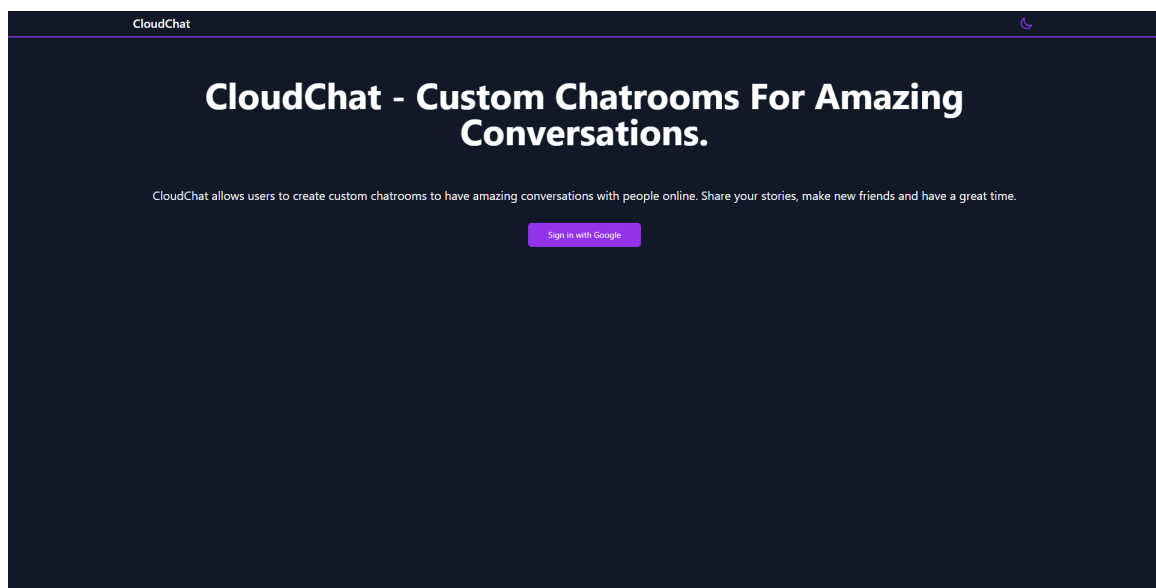 CloudChat
CloudChat - Custom Chatrooms For Amazing
Conversations.
CloudChat allows users to create custom chatrooms to have amazing conversations with people online. Share your stories, make new friends and have a great time.
Sign in with Google